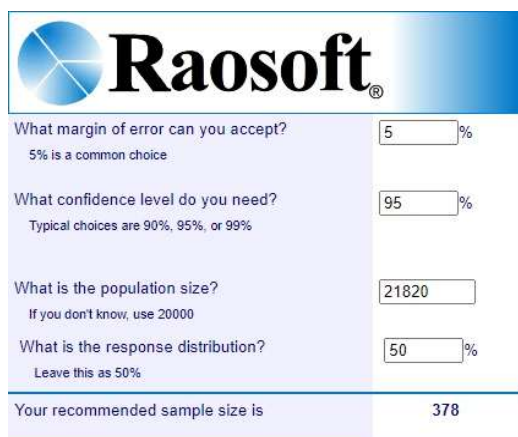 Raosoft®
What margin of error can you accept? 5 %
5% is a common choice
What confidence level do you need? 95 %
Typical choices are 90%, 95%, or 99%
What is the population size? 21820
If you don't know, use 20000
What is the response distribution? 50 %
Leave this as 50%
Your recommended sample size is 378